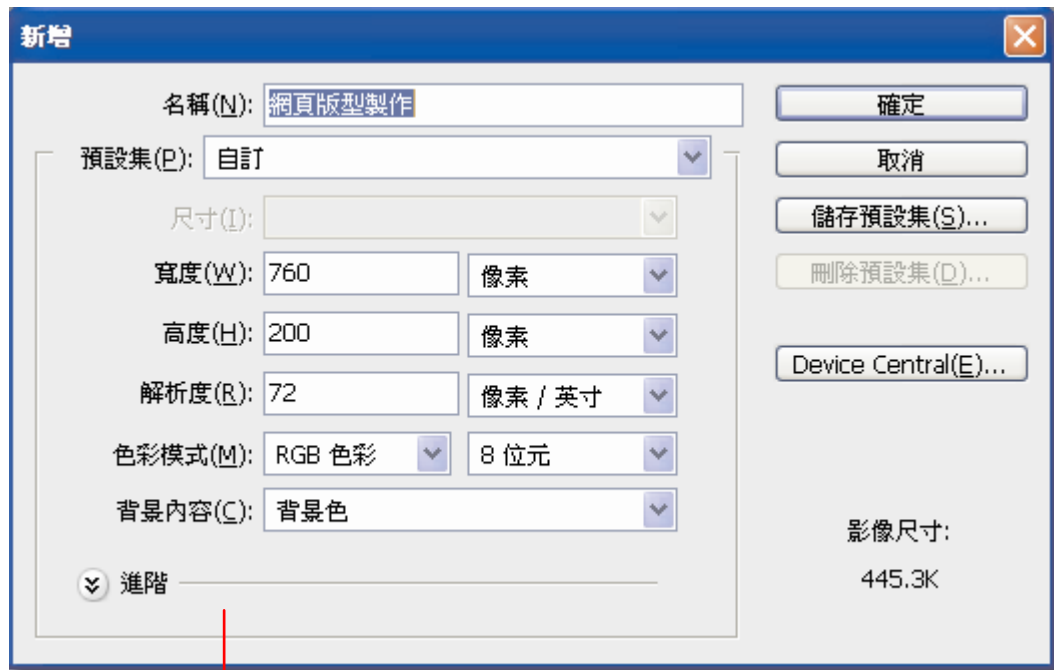 新增
名稱(N): 網頁版型製作
確定
預設集(P): 自訂
取消
尺寸(I):
儲存預設集(S)...
寬度(W): 760 像素
刪除預設集(D)...
高度(H): 200 像素
Device Central(E)...
解析度(R): 72 像素 / 英寸
色彩模式(M): RGB 色彩 8 位元
背景內容(C): 背景色
影像尺寸:
進階
445.3K